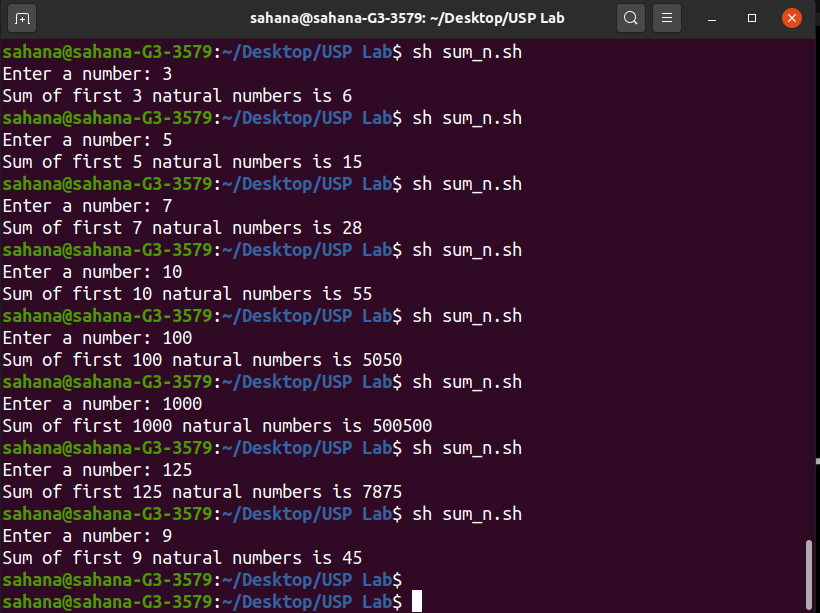 sahana@sahana-G3-3579: ~/Desktop/USP Lab
sahana@sahana-G3-3579:~/Desktop/USP Lab$ sh sum_n.sh
Enter a number: 3
Sum of first 3 natural numbers is 6
sahana@sahana-G3-3579:~/Desktop/USP Lab$ sh sum_n.sh
Enter a number: 5
Sum of first 5 natural numbers is 15
sahana@sahana-G3-3579:~/Desktop/USP Lab$ sh sum_n.sh
Enter a number: 7
Sum of first 7 natural numbers is 28
sahana@sahana-G3-3579:~/Desktop/USP Lab$ sh sum_n.sh
Enter a number: 10
Sum of first 10 natural numbers is 55
sahana@sahana-G3-3579:~/Desktop/USP Lab$ sh sum_n.sh
Enter a number: 100
Sum of first 100 natural numbers is 5050
sahana@sahana-G3-3579:~/Desktop/USP Lab$ sh sum_n.sh
Enter a number: 1000
Sum of first 1000 natural numbers is 500500
sahana@sahana-G3-3579:~/Desktop/USP Lab$ sh sum_n.sh
Enter a number: 125
Sum of first 125 natural numbers is 7875
sahana@sahana-G3-3579:~/Desktop/USP Lab$ sh sum_n.sh
Enter a number: 9
Sum of first 9 natural numbers is 45
sahana@sahana-G3-3579:~/Desktop/USP Lab$
sahana@sahana-G3-3579:~/Desktop/USP Lab$